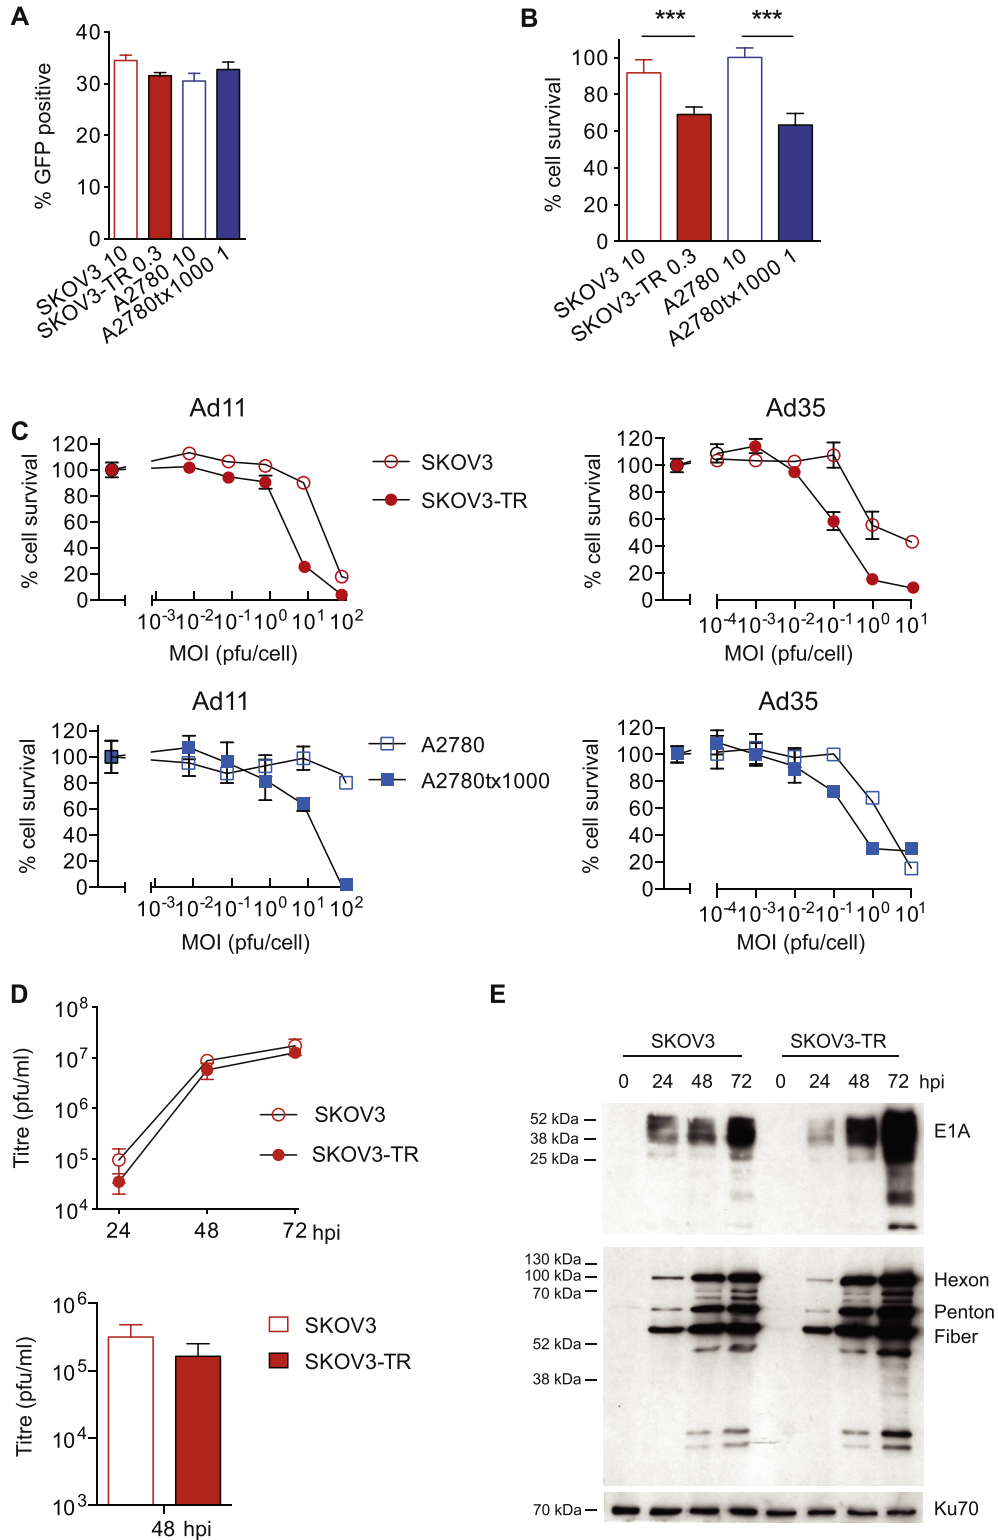 A
% GFP positive
40
30
20
10
0
SKOV3 10
SKOV3-TR 0.3
A2780 10
A2780tx1000 1
B
*** ***
% cell survival
100
80
60
40
20
0
SKOV3 10
SKOV3-TR 0.3
A2780 10
A2780tx1000 1
C
Ad11
% cell survival
120
100
80
60
40
20
0
10-3 10-2 10-1 100 101 102
MOI (pfu/cell)
SKOV3
SKOV3-TR
Ad35
% cell survival
120
100
80
60
40
20
0
10-4 10-3 10-2 10-1 100 101
MOI (pfu/cell)
Ad11
% cell survival
120
100
80
60
40
20
0
10-3 10-2 10-1 100 101 102
MOI (pfu/cell)
A2780
A2780tx1000
Ad35
% cell survival
120
100
80
60
40
20
0
10-4 10-3 10-2 10-1 100 101
MOI (pfu/cell)
D
Titre (pfu/ml)
108
107
106
105
104
24 48 72 hpi
SKOV3
SKOV3-TR
Titre (pfu/ml)
106
105
104
103
48 hpi
SKOV3
SKOV3-TR
E
SKOV3 SKOV3-TR
0 24 48 72 0 24 48 72 hpi
52 kDa
38 kDa
25 kDa
E1A
130 kDa
100 kDa
70 kDa
52 kDa
38 kDa
Hexon
Penton
Fiber
70 kDa
Ku70